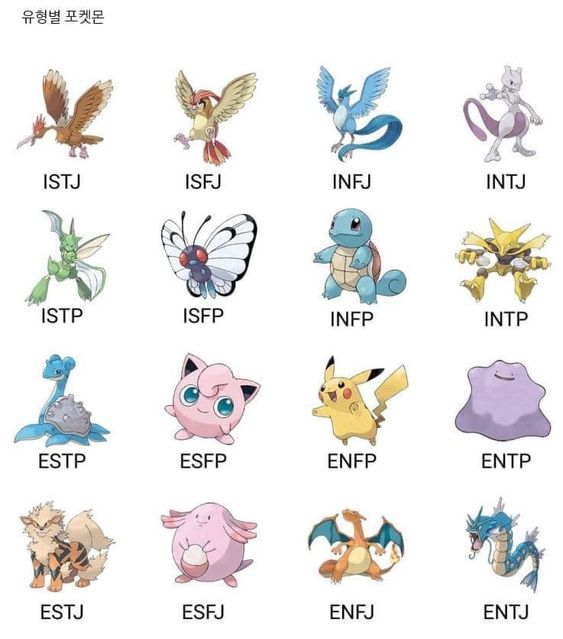 유형별 포켓몬
ISTJ ISFJ INFJ INTJ
ISTP ISFP INFP INTP
ESTP ESFP ENFP ENTP
ESTJ ESFJ ENFJ ENTJ